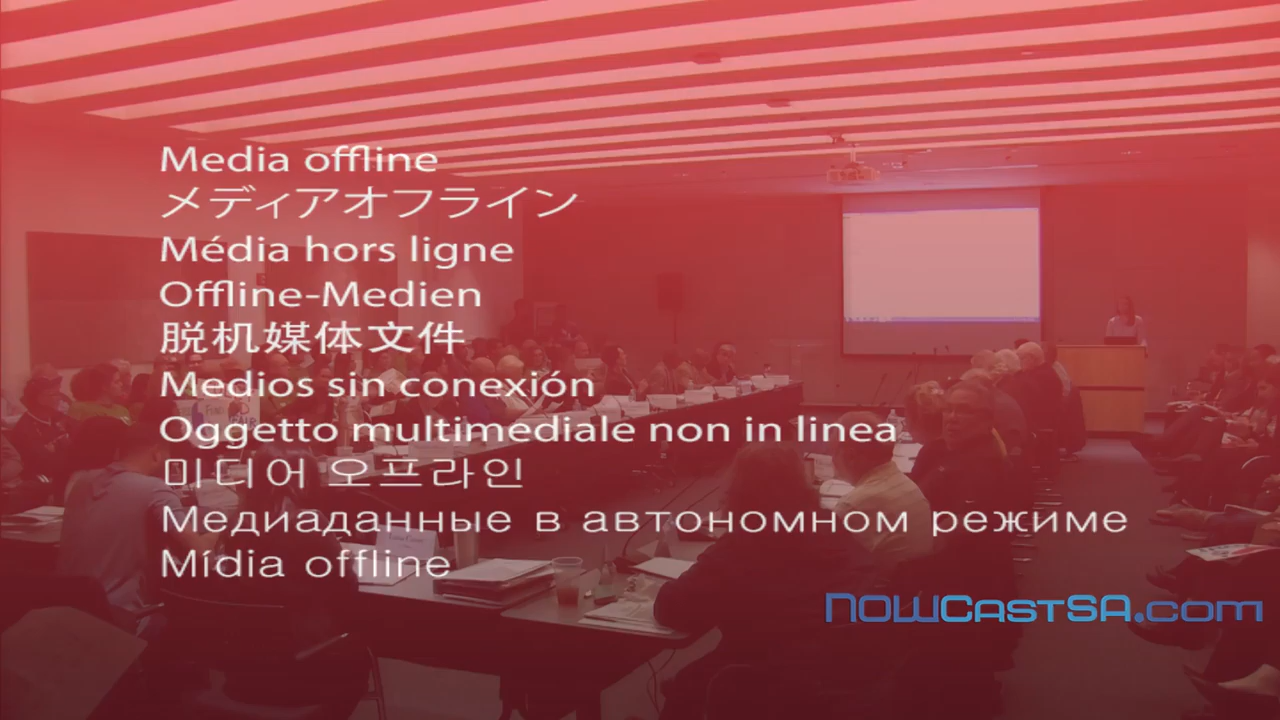 Media offline
メディアオフライン
Média hors ligne
Offline-Medien
脱机媒体文件
Medios sin conexión
Oggetto multimediale non in linea
미디어 오프라인
Медиаданные в автономном режиме
Mídia offline
NOWCastSA.com